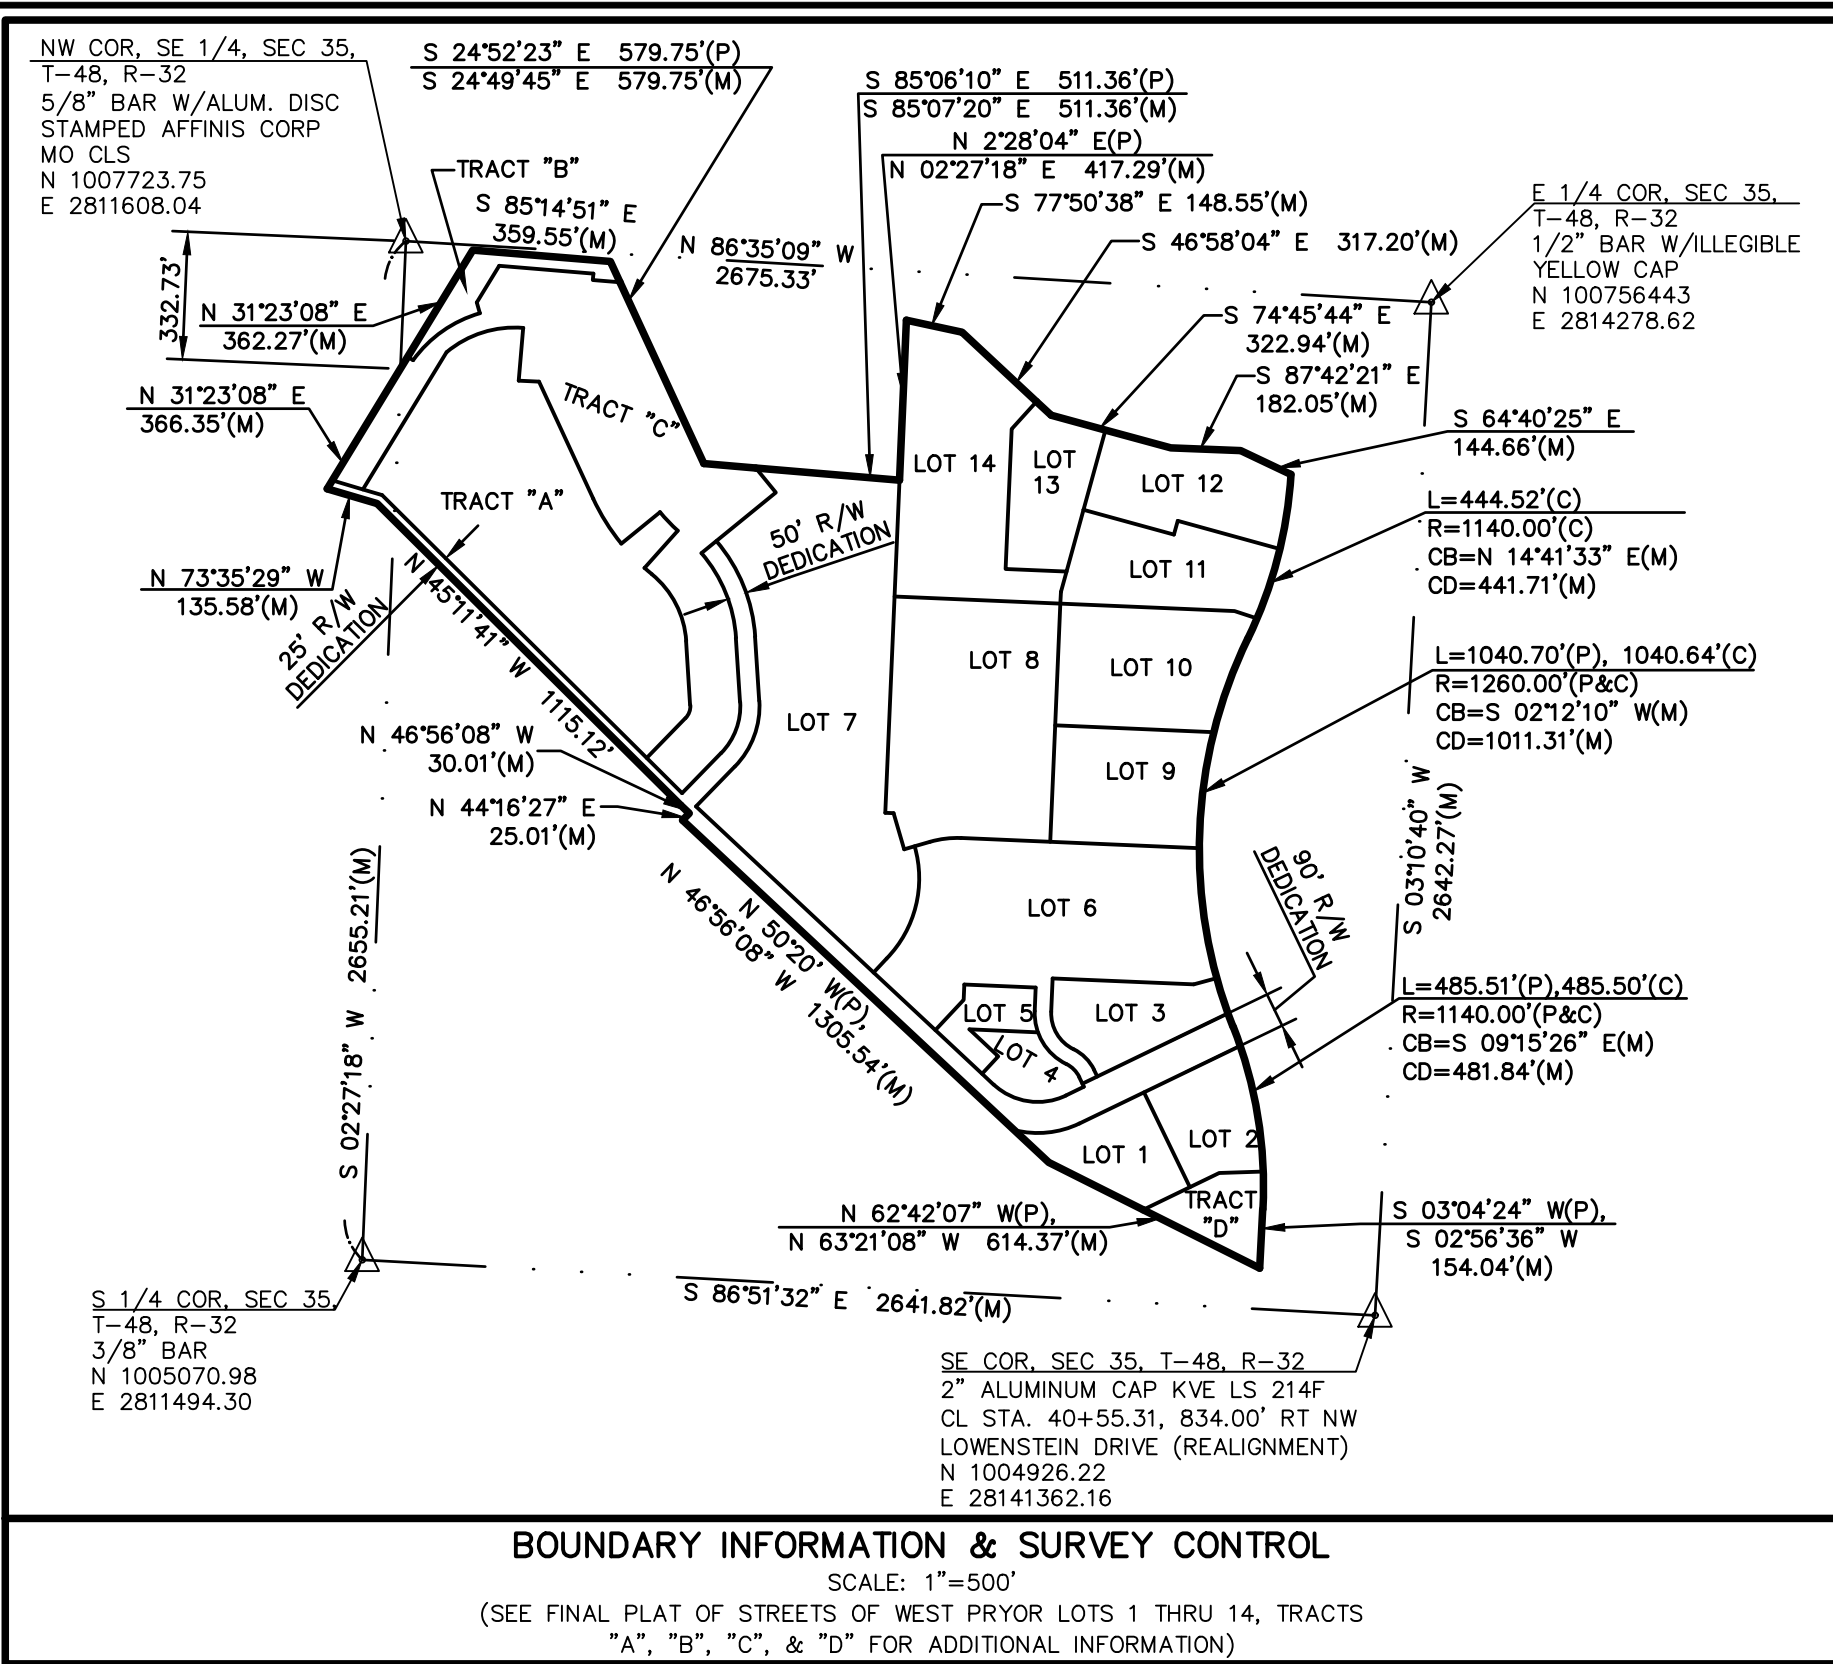 NW COR, SE 1/4, SEC 35,
T-48, R-32
5/8" BAR W/ALUM. DISC
STAMPED AFFINIS CORP
MO CLS
N 1007723.75
E 2811608.04
S 24°52'23" E 579.75'(P)
S 24°49'45" E 579.75'(M)
S 85°06'10" E 511.36'(P)
S 85°07'20" E 511.36'(M)
N 2°28'04" E(P)
N 02°27'18" E 417.29'(M)
S 77°50'38" E 148.55'(M)
S 46°58'04" E 317.20'(M)
E 1/4 COR, SEC 35,
T-48, R-32
1/2" BAR W/ILLEGIBLE
YELLOW CAP
N 100756443
E 2814278.62
TRACT "B"
S 85°14'51" E
359.55'(M)
N 86°35'09" W
2675.33'
332.73'
N 31°23'08" E
362.27'(M)
S 74°45'44" E
322.94'(M)
S 87°42'21" E
182.05'(M)
N 31°23'08" E
366.35'(M)
TRACT "C"
S 64°40'25" E
144.66'(M)
LOT 14
LOT
13
LOT 12
TRACT "A"
L=444.52'(C)
R=1140.00'(C)
CB=N 14°41'33" E(M)
CD=441.71'(M)
50' R/W
DEDICATION
LOT 11
N 73°35'29" W
135.58'(M)
25' R/W
DEDICATION
N 45°11'41" W 1115.12'
LOT 8
LOT 10
L=1040.70'(P), 1040.64'(C)
R=1260.00'(P&C)
CB=S 02°12'10" W(M)
CD=1011.31'(M)
LOT 7
N 46°56'08" W
30.01'(M)
LOT 9
N 44°16'27" E
25.01'(M)
S 03°10'40" W
2642.27'(M)
90' R/W
DEDICATION
LOT 6
N 50°20' W(P),
N 46°56'08" W 1305.54'(M)
S 02°27'18" W 2655.21'(M)
LOT 5
LOT 3
LOT 4
L=485.51'(P),485.50'(C)
R=1140.00'(P&C)
CB=S 09°15'26" E(M)
CD=481.84'(M)
LOT 1
LOT 2
TRACT
"D"
N 62°42'07" W(P),
N 63°21'08" W 614.37'(M)
S 03°04'24" W(P),
S 02°56'36" W
154.04'(M)
S 86°51'32" E 2641.82'(M)
S 1/4 COR, SEC 35,
T-48, R-32
3/8" BAR
N 1005070.98
E 2811494.30
SE COR, SEC 35, T-48, R-32
2" ALUMINUM CAP KVE LS 214F
CL STA. 40+55.31, 834.00' RT NW
LOWENSTEIN DRIVE (REALIGNMENT)
N 1004926.22
E 28141362.16
BOUNDARY INFORMATION & SURVEY CONTROL
SCALE: 1"=500'
(SEE FINAL PLAT OF STREETS OF WEST PRYOR LOTS 1 THRU 14, TRACTS
"A", "B", "C", & "D" FOR ADDITIONAL INFORMATION)